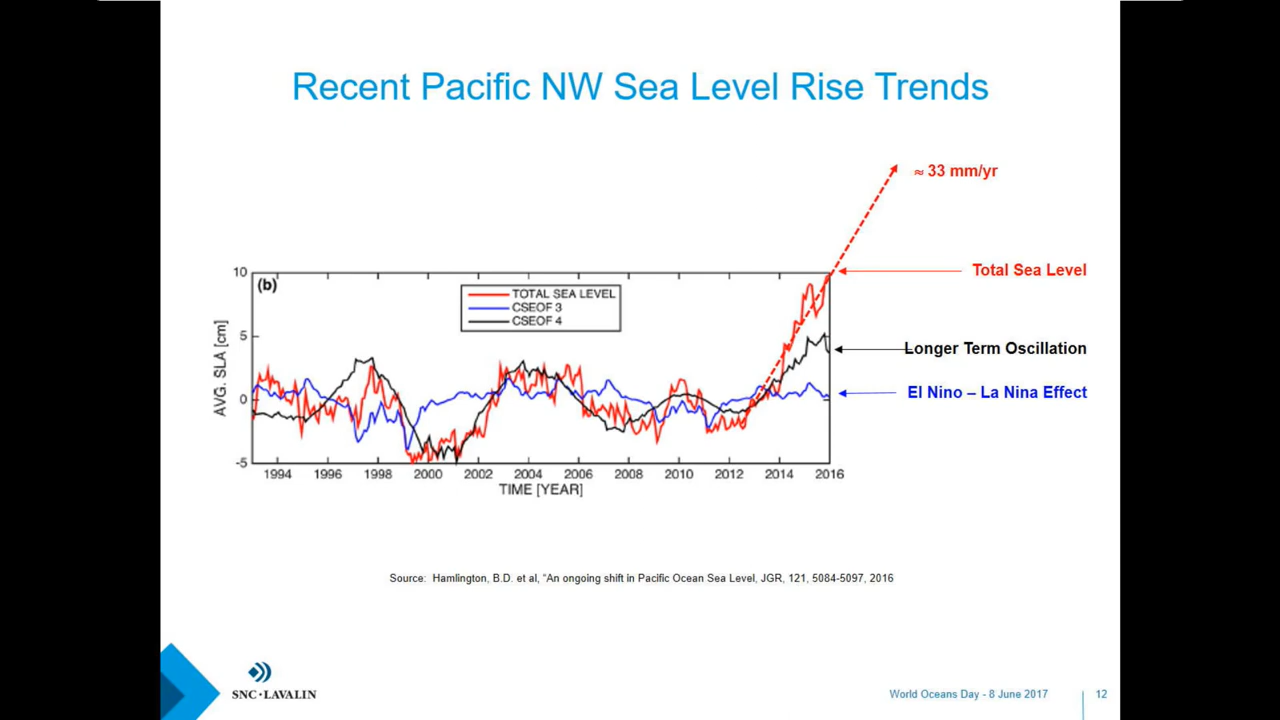 Recent Pacific NW Sea Level Rise Trends
≈ 33 mm/yr
Total Sea Level
Longer Term Oscillation
El Nino – La Nina Effect
(b)
TOTAL SEA LEVEL
CSEOF 3
CSEOF 4
AVG. SLA [cm]
10
5
0
-5
1994 1996 1998 2000 2002 2004 2006 2008 2010 2012 2014 2016
TIME [YEAR]
Source: Hamlington, B.D. et al, “An ongoing shift in Pacific Ocean Sea Level, JGR, 121, 5084-5097, 2016
SNC·LAVALIN
World Oceans Day - 8 June 2017
12